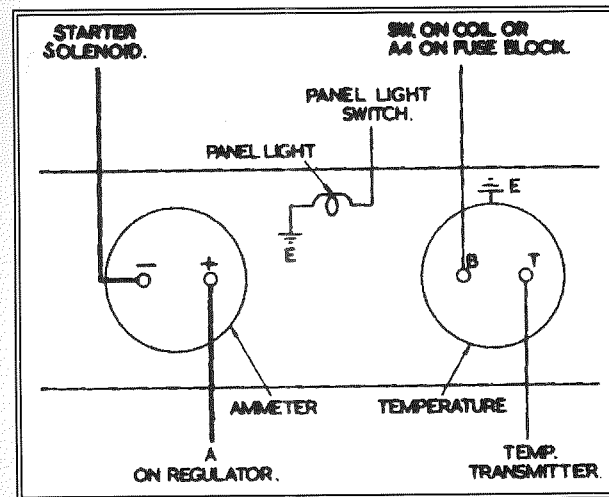 STARTER
SOLENOID.
SW. ON COIL OR
A4 ON FUSE BLOCK.
PANEL LIGHT
SWITCH.
PANEL LIGHT
E
E
− +
B T
AMMETER
TEMPERATURE
A
ON REGULATOR.
TEMP.
TRANSMITTER.